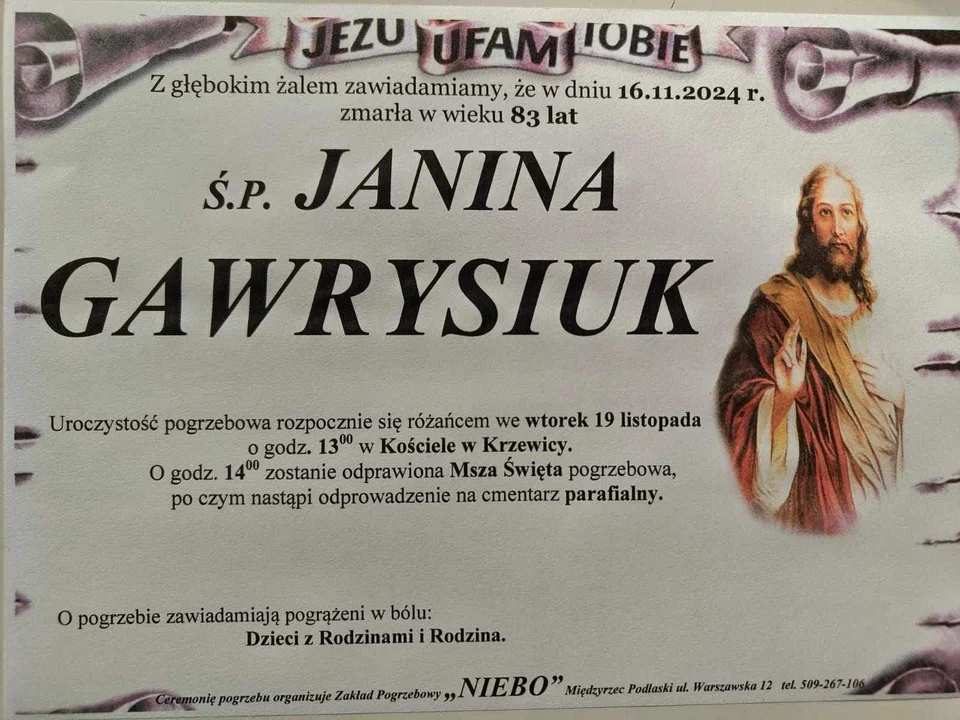 JEZU UFAM TOBIE
Z głębokim żalem zawiadamiamy, że w dniu 16.11.2024 r.
zmarła w wieku 83 lat
Ś.P. JANINA
GAWRYSIUK
Uroczystość pogrzebowa rozpocznie się różańcem we wtorek 19 listopada
o godz. 13⁰⁰ w Kościele w Krzewicy.
O godz. 14⁰⁰ zostanie odprawiona Msza Święta pogrzebowa,
po czym nastąpi odprowadzenie na cmentarz parafialny.
O pogrzebie zawiadamiają pogrążeni w bólu:
Dzieci z Rodzinami i Rodzina.
Ceremonię pogrzebu organizuje Zakład Pogrzebowy „NIEBO” Międzyrzec Podlaski ul. Warszawska 12 tel. 509-267-106